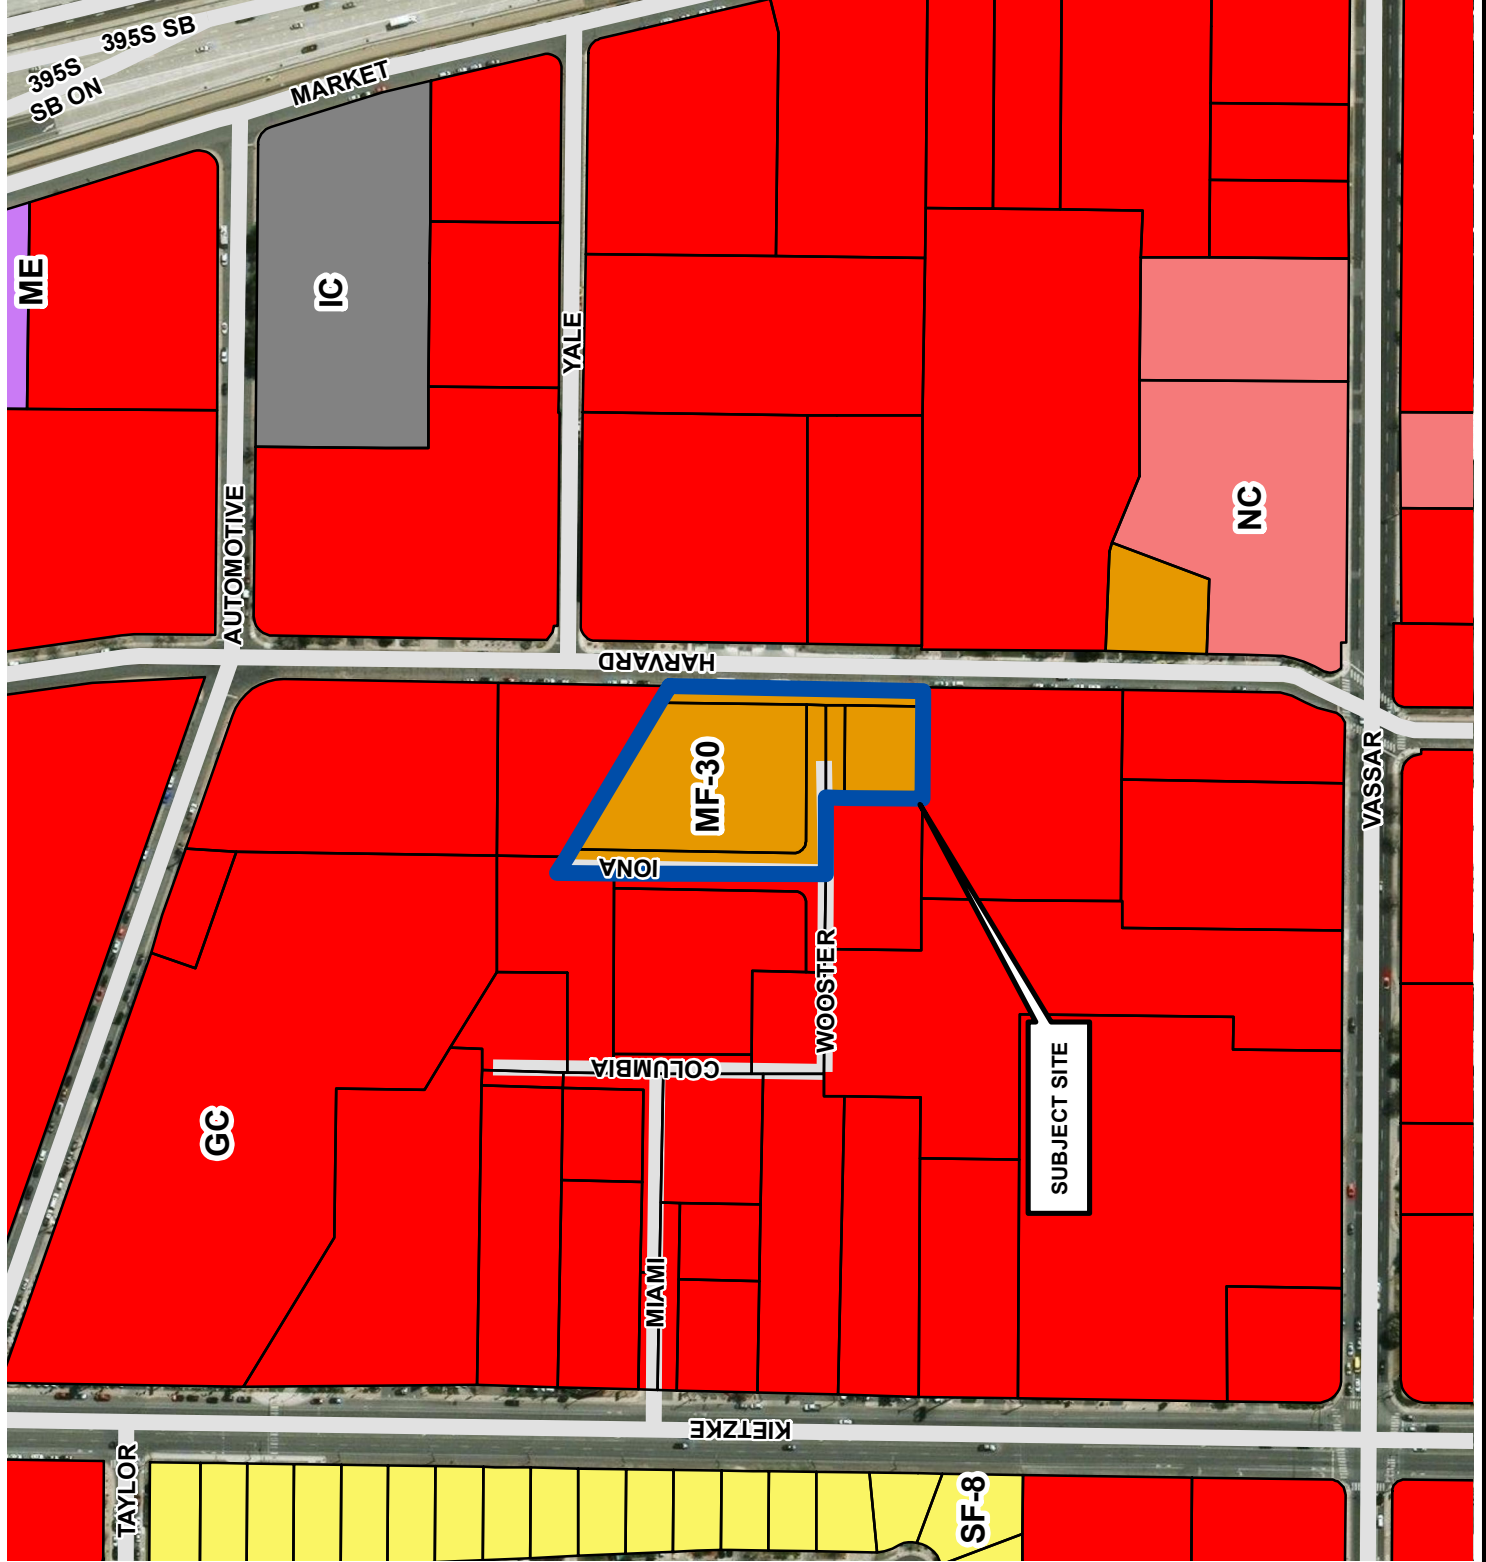 395S SB
395S
SB ON
MARKET
ME
IC
YALE
NC
AUTOMOTIVE
HARVARD
MF-30
VASSAR
IONA
WOOSTER
COLUMBIA
GC
SUBJECT SITE
MIAMI
KIETZKE
TAYLOR
SF-8